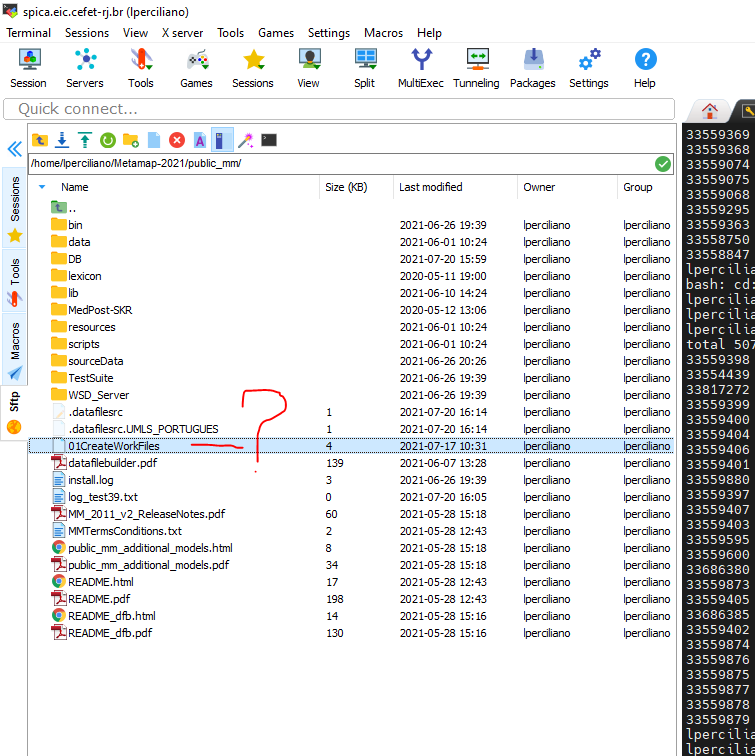 spica.eic.cefet-rj.br (lperciliano)
Terminal Sessions View X server Tools Games Settings Macros Help
Session Servers Tools Games Sessions View Split MultiExec Tunneling Packages Settings Help
Quick connect...
/home/lperciliano/Metamap-2021/public_mm/
Name Size (KB) Last modified Owner Group
..
bin 2021-06-26 19:39 lperciliano lperciliano
data 2021-06-01 10:24 lperciliano lperciliano
DB 2021-07-20 15:59 lperciliano lperciliano
lexicon 2020-05-11 19:00 lperciliano lperciliano
lib 2021-06-10 14:24 lperciliano lperciliano
MedPost-SKR 2020-05-12 13:06 lperciliano lperciliano
resources 2021-06-01 10:24 lperciliano lperciliano
scripts 2021-06-01 10:24 lperciliano lperciliano
sourceData 2021-06-26 20:26 lperciliano lperciliano
TestSuite 2021-06-26 19:39 lperciliano lperciliano
WSD_Server 2021-06-26 19:39 lperciliano lperciliano
.datafilesrc 1 2021-07-20 16:14 lperciliano lperciliano
.datafilesrc.UMLS_PORTUGUES 1 2021-07-20 16:14 lperciliano lperciliano
01CreateWorkFiles ? 4 2021-07-17 10:31 lperciliano lperciliano
datafilebuilder.pdf 139 2021-06-07 13:28 lperciliano lperciliano
install.log 3 2021-06-26 19:39 lperciliano lperciliano
log_test39.txt 0 2021-07-20 16:05 lperciliano lperciliano
MM_2011_v2_ReleaseNotes.pdf 60 2021-05-28 15:18 lperciliano lperciliano
MMTermsConditions.txt 2 2021-05-28 12:43 lperciliano lperciliano
public_mm_additional_models.html 8 2021-05-28 15:18 lperciliano lperciliano
public_mm_additional_models.pdf 34 2021-05-28 15:18 lperciliano lperciliano
README.html 17 2021-05-28 12:43 lperciliano lperciliano
README.pdf 198 2021-05-28 12:43 lperciliano lperciliano
README_dfb.html 14 2021-05-28 15:16 lperciliano lperciliano
README_dfb.pdf 130 2021-05-28 15:16 lperciliano lperciliano
Sessions
Tools
Macros
Sftp
33559369
33559368
33559074
33559075
33559068
33559295
33559363
33558750
33558847
lpercilia
bash: cd:
lpercilia
lpercilia
lpercilia
total 507
33559398
33554439
33817272
33559399
33559400
33559404
33559406
33559401
33559880
33559397
33559407
33559403
33559595
33559600
33686380
33559873
33559405
33686385
33559402
33559874
33559876
33559875
33559877
33559878
33559879
lpercilia
lpercilia